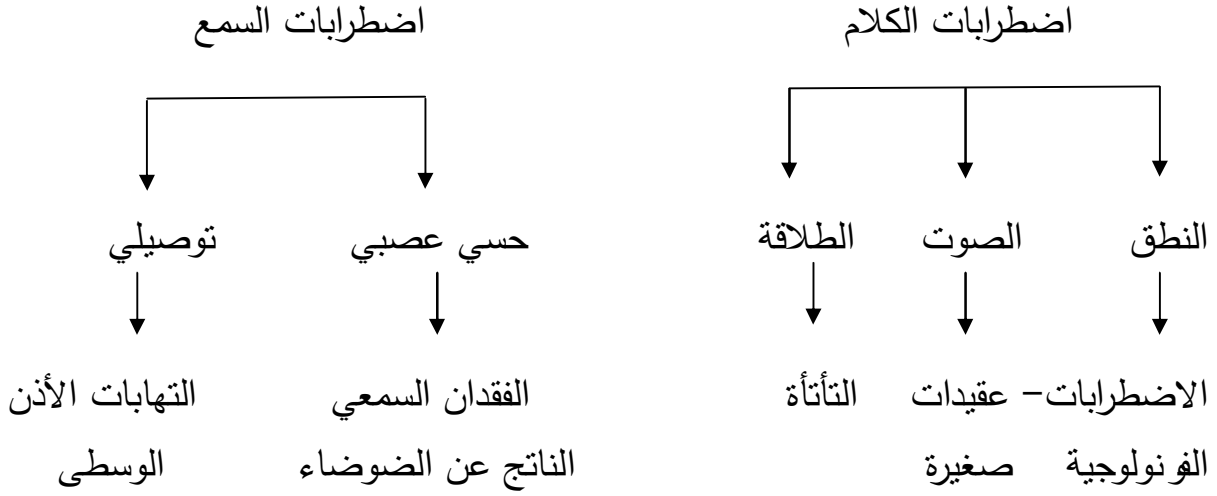 اضطرابات الكلام
اضطرابات السمع
النطق
الصوت
الطلاقة
حسي عصبي
توصيلي
الاضطرابات–
الفونولوجية
عقيدات
صغيرة
التأتأة
الفقدان السمعي
الناتج عن الضوضاء
التهابات الأذن
الوسطى